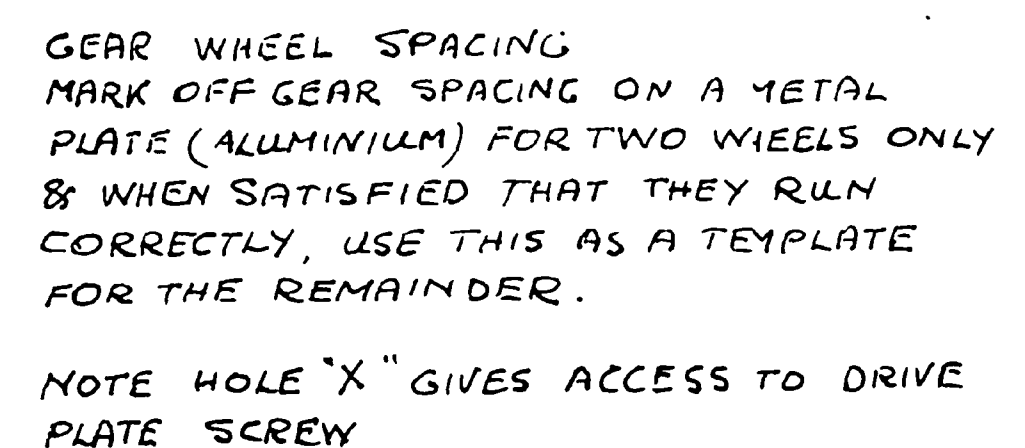 GEAR WHEEL SPACING
MARK OFF GEAR SPACING ON A METAL
PLATE (ALUMINIUM) FOR TWO WHEELS ONLY
& WHEN SATISFIED THAT THEY RUN
CORRECTLY, USE THIS AS A TEMPLATE
FOR THE REMAINDER.
NOTE HOLE "X" GIVES ACCESS TO DRIVE
PLATE SCREW